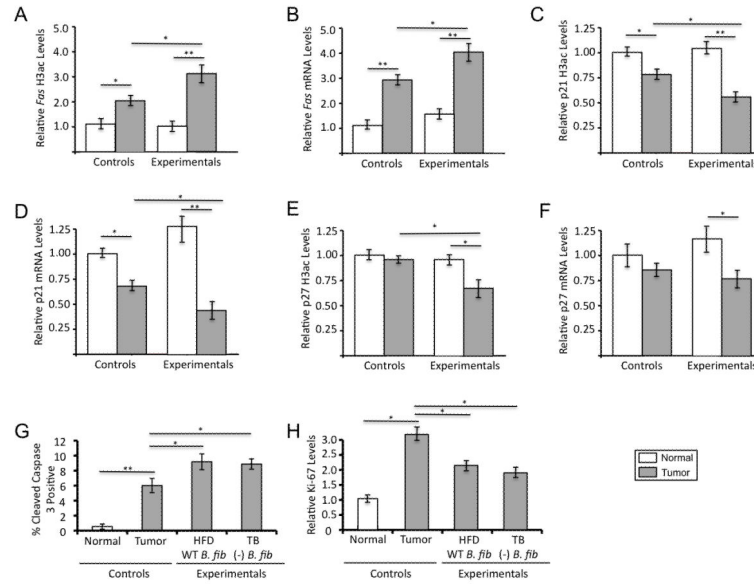 A
Relative Fas H3ac Levels
4.0
3.0
2.0
1.0
*
*
**
Controls Experimentals
B
Relative Fas mRNA Levels
5.0
4.0
3.0
2.0
1.0
**
*
**
Controls Experimentals
C
Relative p21 H3ac Levels
1.25
1.00
0.75
0.50
0.25
*
*
**
Controls Experimentals
D
Relative p21 mRNA Levels
1.25
1.00
0.75
0.50
0.25
*
*
**
Controls Experimentals
E
Relative p27 H3ac Levels
1.25
1.00
0.75
0.50
0.25
*
*
Controls Experimentals
F
Relative p27 mRNA Levels
1.25
1.00
0.75
0.50
0.25
*
Controls Experimentals
G
% Cleaved Caspase
3 Positive
12
10
8
6
4
2
0
**
*
*
Normal Tumor HFD TB
WT B. fib (-) B. fib
Controls Experimentals
H
Relative Ki-67 Levels
3.0
2.5
2.0
1.5
1.0
0.5
0
*
*
*
Normal Tumor HFD TB
WT B. fib (-) B. fib
Controls Experimentals
Normal
Tumor